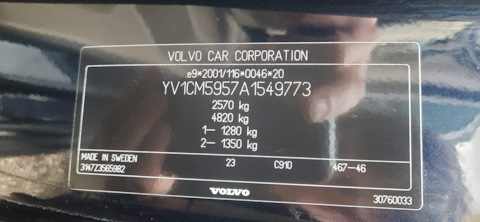 VOLVO CAR CORPORATION
e9*2001/116*0046*20
YV1CM5957A1549773
2570 kg
4820 kg
1- 1280 kg
2- 1350 kg
MADE IN SWEDEN
23 C910 467-46
VOLVO
30760033